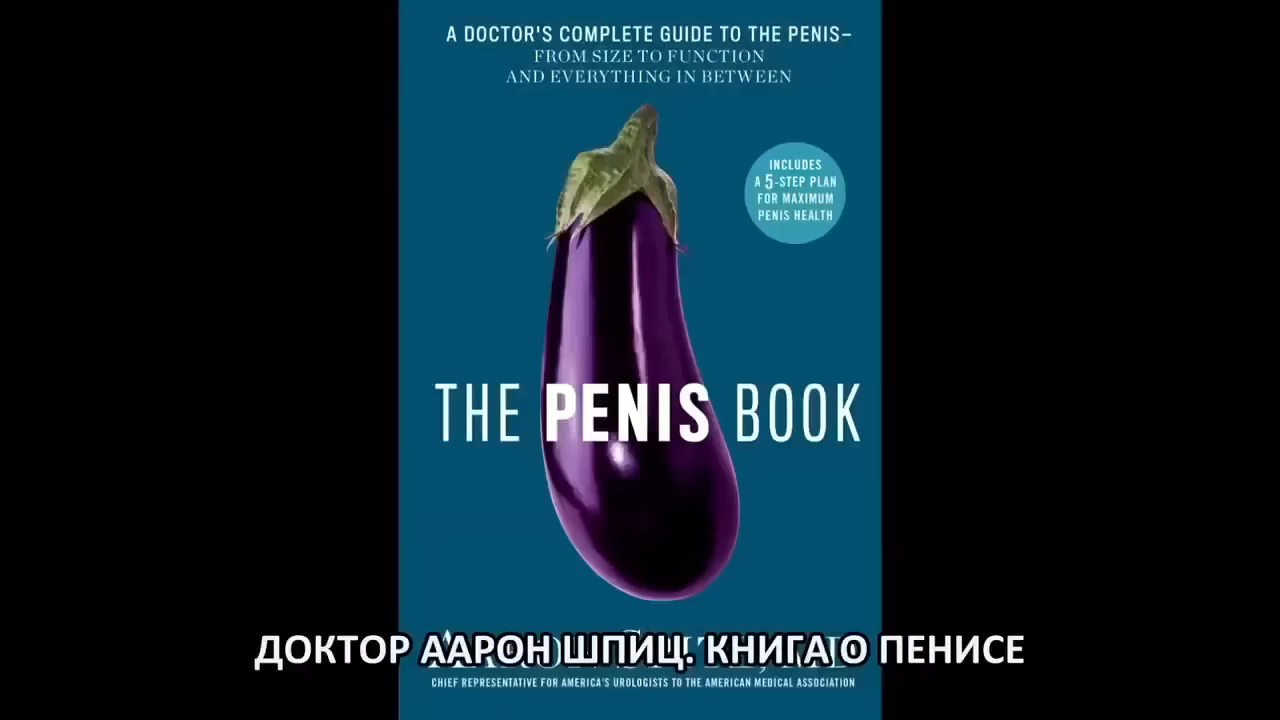 A DOCTOR'S COMPLETE GUIDE TO THE PENIS–
FROM SIZE TO FUNCTION
AND EVERYTHING IN BETWEEN
INCLUDES
A 5-STEP PLAN
FOR MAXIMUM
PENIS HEALTH
THE PENIS BOOK
ДОКТОР ААРОН ШПИЦ. КНИГА О ПЕНИСЕ
CHIEF REPRESENTATIVE FOR AMERICA'S UROLOGISTS TO THE AMERICAN MEDICAL ASSOCIATION